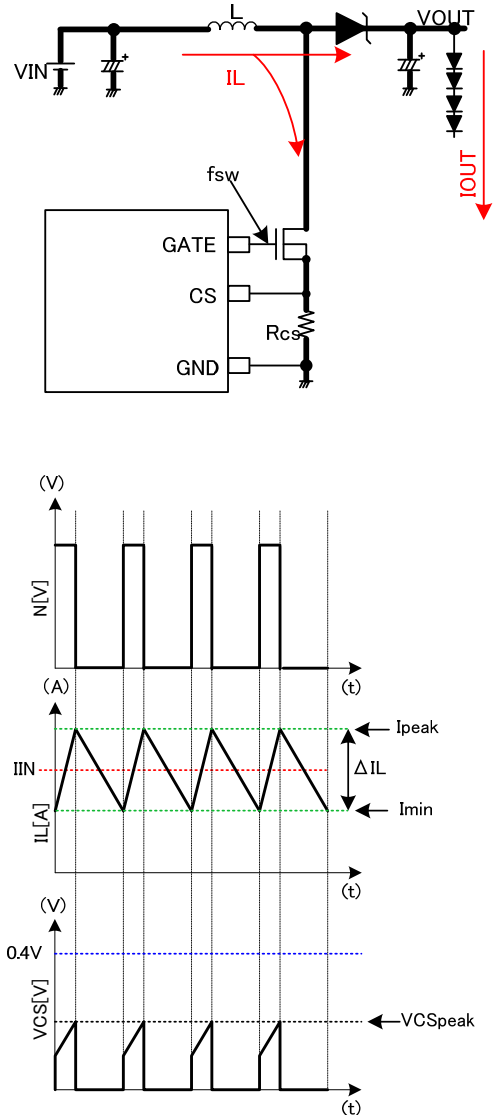 L
VOUT
VIN
IL
IOUT
fsw
GATE
CS
Rcs
GND
(V)
N[V]
(t)
(A)
Ipeak
IIN
ΔIL
Imin
IL[A]
(t)
(V)
0.4V
VCS[V]
VCSpeak
(t)